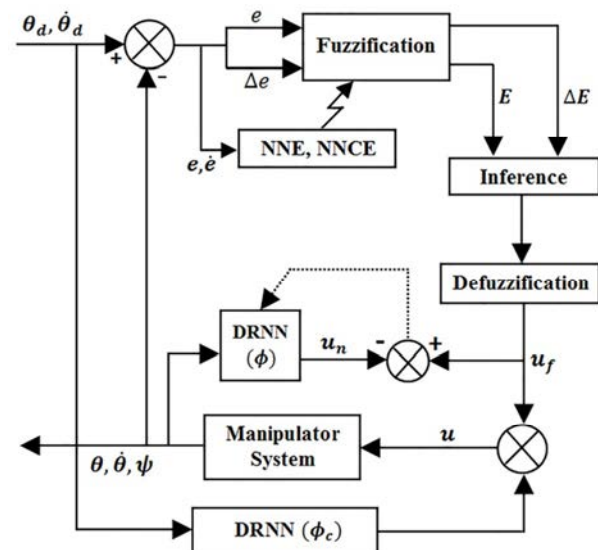 θ_d, θ̇_d
+
−
e
Δe
Fuzzification
E
ΔE
e, ė
NNE, NNCE
Inference
Defuzzification
DRNN
(ϕ)
u_n
-
+
u_f
θ, θ̇, ψ
Manipulator
System
u
DRNN (ϕ_c)